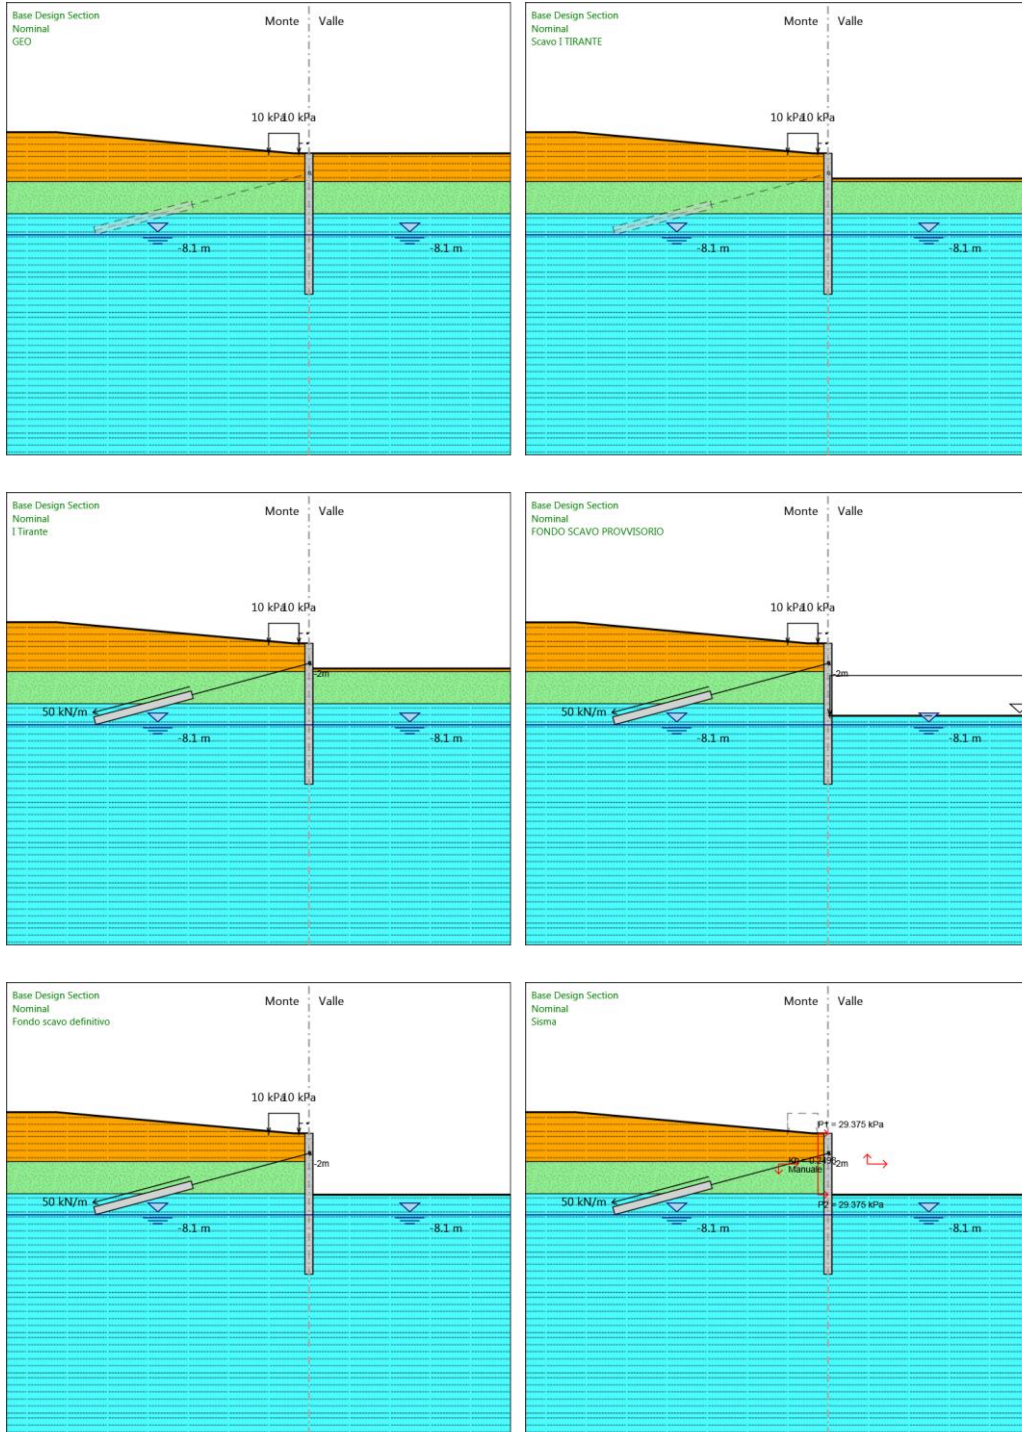 Base Design Section
Nominal
GEO
Monte Valle
10 kPa 10 kPa
-8.1 m -8.1 m
Base Design Section
Nominal
Scavo I TIRANTE
Monte Valle
10 kPa 10 kPa
-8.1 m -8.1 m
Base Design Section
Nominal
I Tirante
Monte Valle
10 kPa 10 kPa
-2m
50 kN/m
-8.1 m -8.1 m
Base Design Section
Nominal
FONDO SCAVO PROVVISORIO
Monte Valle
10 kPa 10 kPa
-2m
50 kN/m
-8.1 m -8.1 m
Base Design Section
Nominal
Fondo scavo definitivo
Monte Valle
10 kPa 10 kPa
-2m
50 kN/m
-8.1 m -8.1 m
Base Design Section
Nominal
Sisma
Monte Valle
P1 = 29.375 kPa
-2m
Manuale
50 kN/m
P2 = 29.375 kPa
-8.1 m -8.1 m